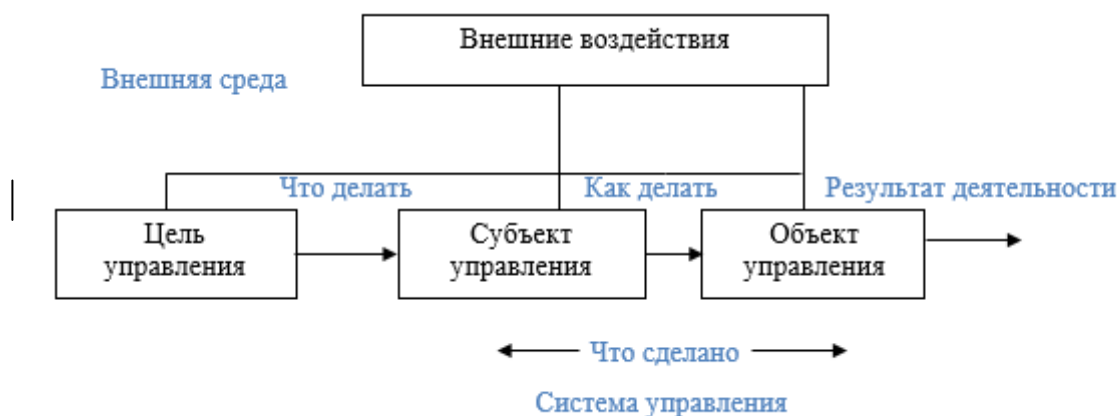 Внешние воздействия
Внешняя среда
Что делать
Как делать
Результат деятельности
Цель
управления
Субъект
управления
Объект
управления
Что сделано
Система управления